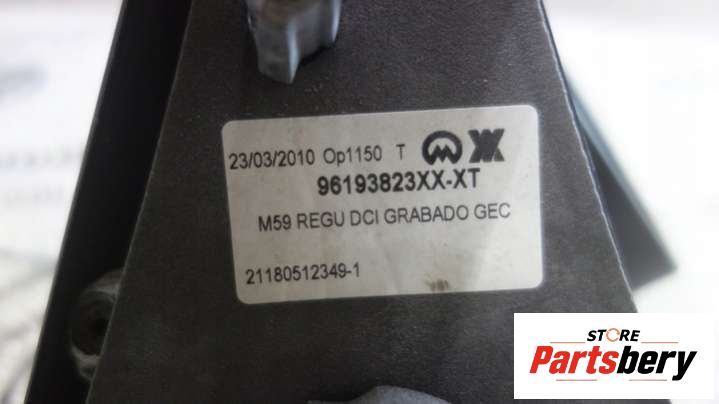 23/03/2010 Op1150 T
96193823XX-XT
M59 REGU DCI GRABADO GEC
21180512349-1
STORE
Partsbery